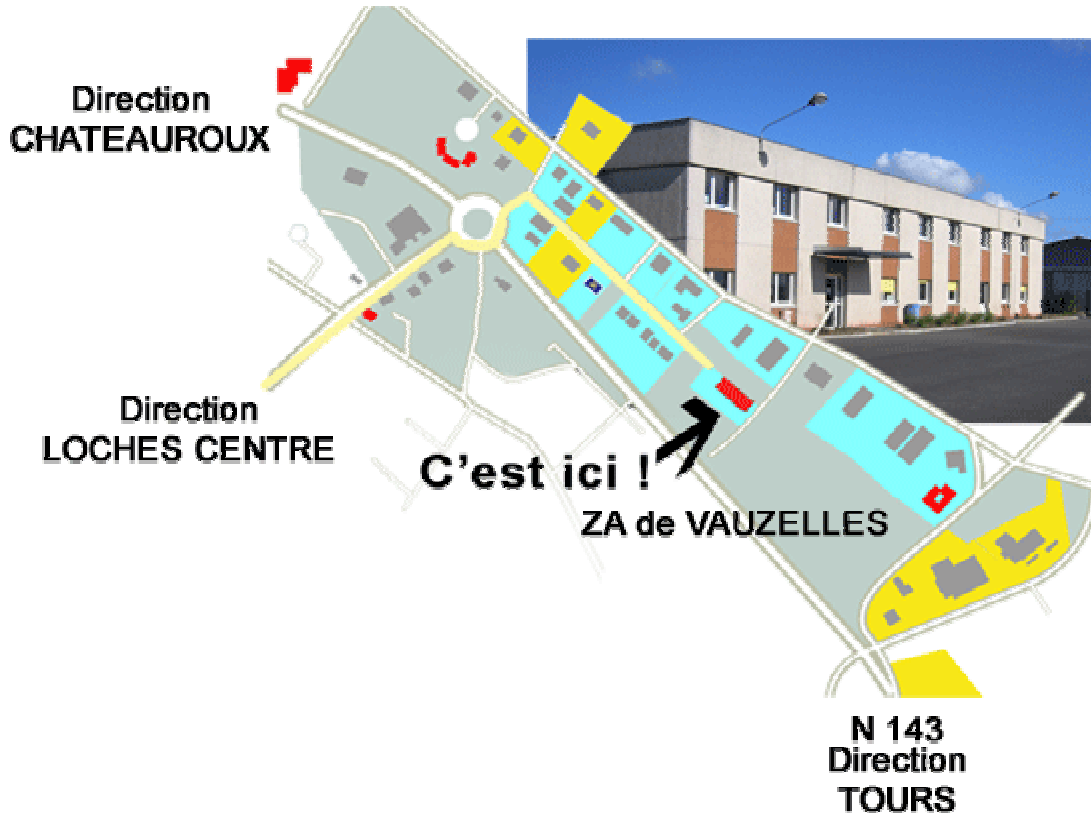 Direction
CHATEAUROUX
Direction
LOCHES CENTRE
C'est ici !
ZA de VAUZELLES
N 143
Direction
TOURS